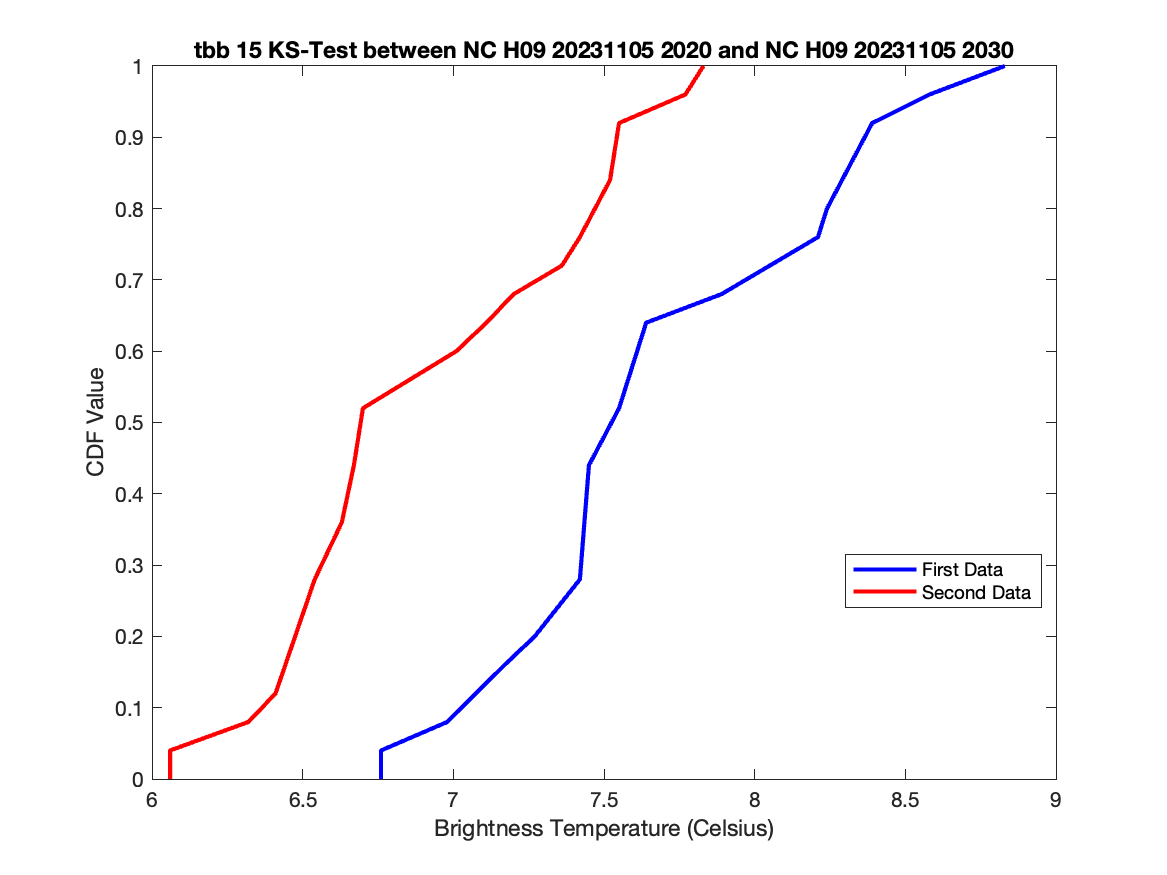 tbb 15 KS-Test between NC H09 20231105 2020 and NC H09 20231105 2030
1
0.9
0.8
0.7
0.6
0.5
0.4
0.3
0.2
0.1
0
CDF Value
First Data
Second Data
6 6.5 7 7.5 8 8.5 9
Brightness Temperature (Celsius)